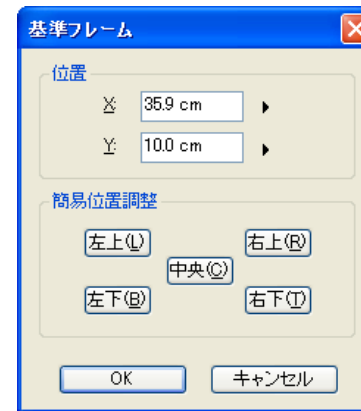 基準フレーム
位置
X: 35.9 cm
Y: 10.0 cm
簡易位置調整
左上(L) 右上(R)
中央(C)
左下(B) 右下(T)
OK キャンセル